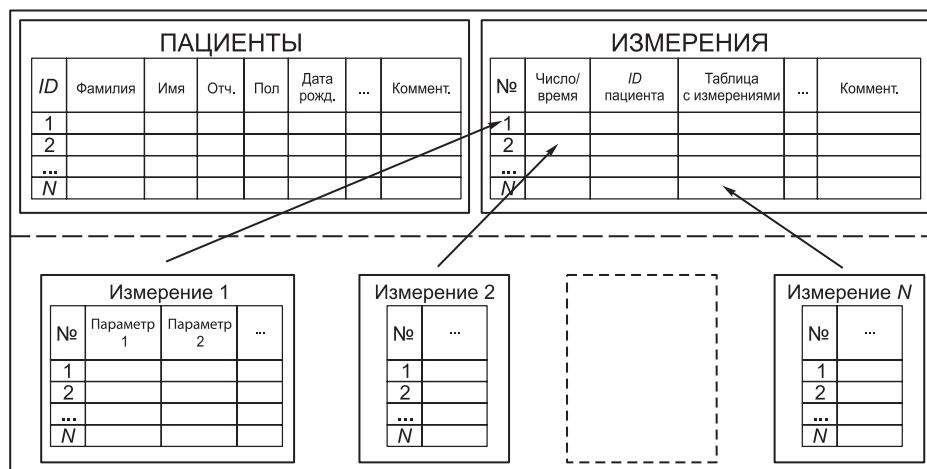 ПАЦИЕНТЫ
ID Фамилия Имя Отч. Пол Дата рожд. ... Коммент.
1
2
...
N
ИЗМЕРЕНИЯ
№ Число/ время ID пациента Таблица с измерениями ... Коммент.
1
2
...
N
Измерение 1
№ Параметр 1 Параметр 2 ...
1
2
...
N
Измерение 2
№ ...
1
2
...
N
Измерение N
№ ...
1
2
...
N